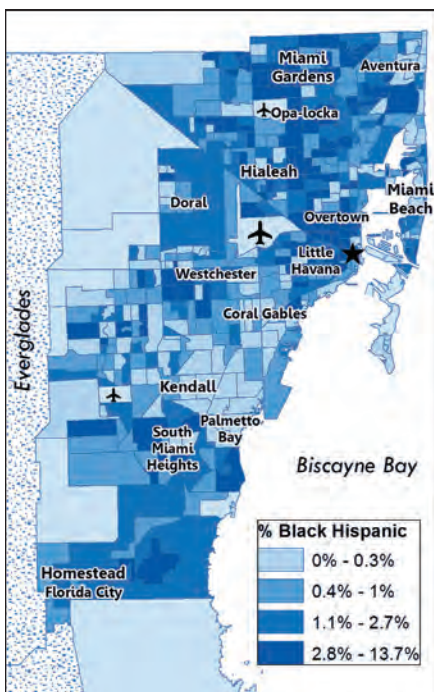 Miami
Gardens
Aventura
Opa-locka
Hialeah
Miami
Beach
Doral
Overtown
Little
Havana
Westchester
Coral Gables
Everglades
Kendall
Palmetto
Bay
South
Miami
Heights
Biscayne Bay
Homestead
Florida City
% Black Hispanic
0% - 0.3%
0.4% - 1%
1.1% - 2.7%
2.8% - 13.7%